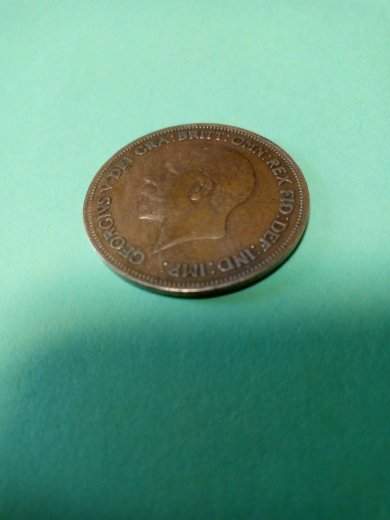 GEORGIVS V DEI GRA: BRITT: OMN: REX FID: DEF: IND: IMP: